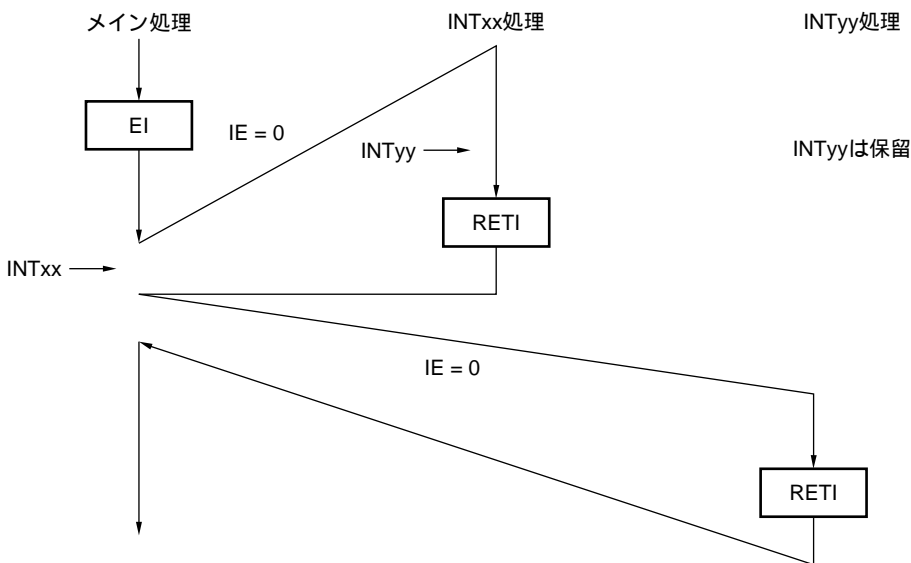 メイン処理
INTxx処理
INTyy処理
EI
IE = 0
INTyy
INTyyは保留
RETI
INTxx
IE = 0
RETI